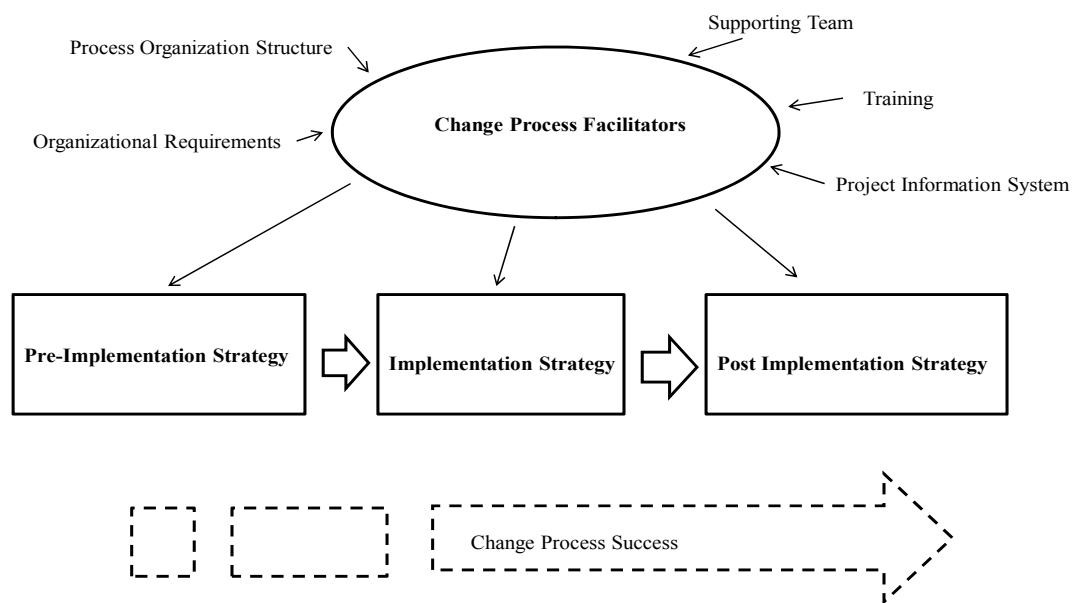 Supporting Team
Process Organization Structure
Training
Change Process Facilitators
Organizational Requirements
Project Information System
Pre-Implementation Strategy
Implementation Strategy
Post Implementation Strategy
Change Process Success